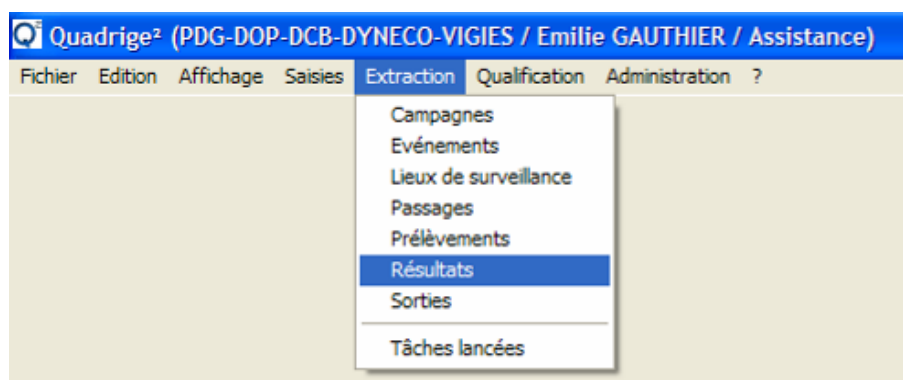 Quadrige² (PDG-DOP-DCB-DYNECO-VIGIES / Emilie GAUTHIER / Assistance)
Fichier Edition Affichage Saisies Extraction Qualification Administration ?
Campagnes
Evénements
Lieux de surveillance
Passages
Prélèvements
Résultats
Sorties
Tâches lancées